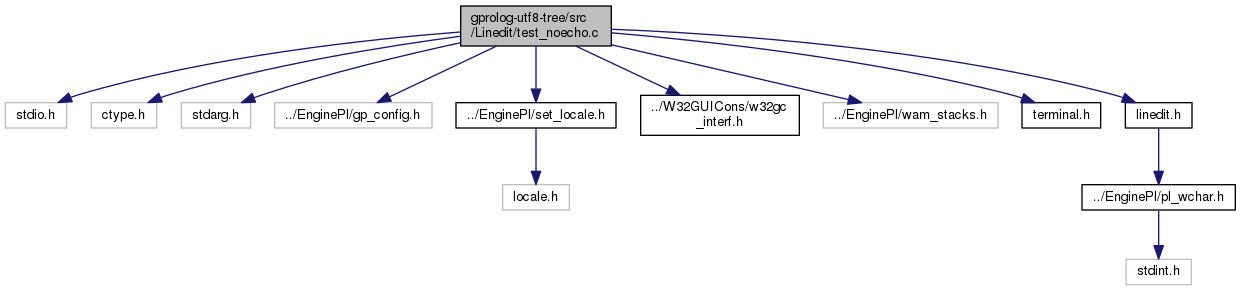 gprolog-utf8-tree/src
/Linedit/test_noecho.c
stdio.h
ctype.h
stdarg.h
../EnginePl/gp_config.h
../EnginePl/set_locale.h
../W32GUICons/w32gc
_interf.h
../EnginePl/wam_stacks.h
terminal.h
linedit.h
locale.h
../EnginePl/pl_wchar.h
stdint.h